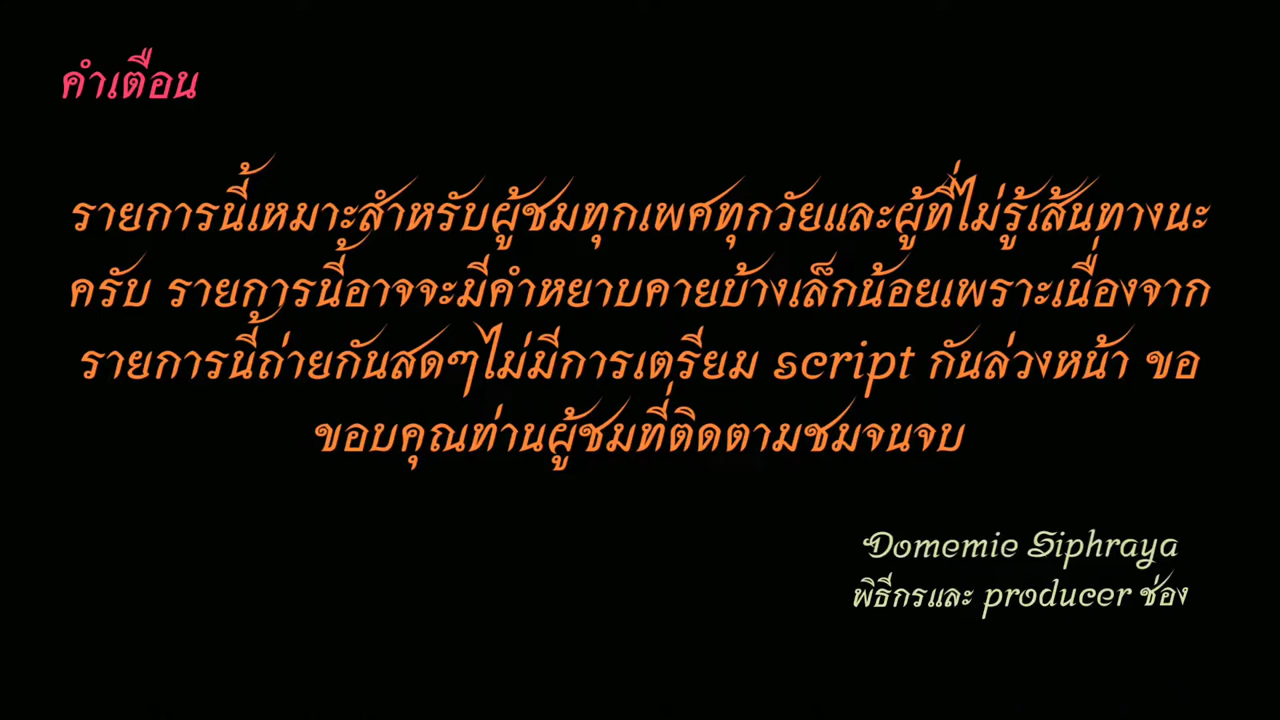 คำเตือน
รายการนี้เหมาะสำหรับผู้ชมทุกเพศทุกวัยและผู้ที่ไม่รู้เส้นทางนะ
ครับ รายการนี้อาจจะมีคำหยาบคายบ้างเล็กน้อยเพราะเนื่องจาก
รายการนี้ถ่ายกันสดๆไม่มีการเตรียม script กันล่วงหน้า ขอ
ขอบคุณท่านผู้ชมที่ติดตามชมจนจบ
Domemie Siphraya
พิธีกรและ producer ช่อง